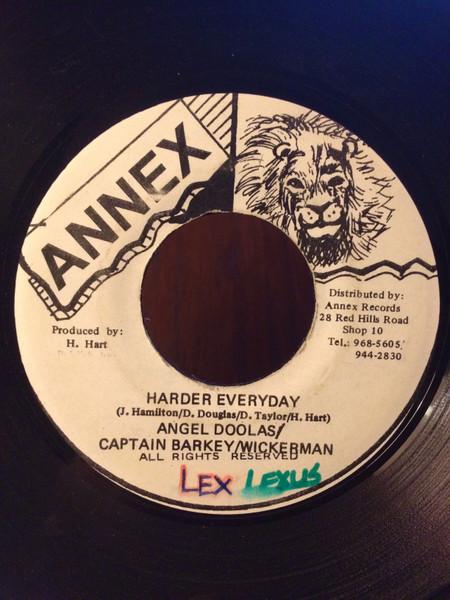 ANNEX
Distributed by:
Annex Records
28 Red Hills Road
Shop 10
Tel.: 968-5605,
944-2830
Produced by:
H. Hart
HARDER EVERYDAY
(J. Hamilton/D. Douglas/D. Taylor/H. Hart)
ANGEL DOOLAS/
CAPTAIN BARKEY/WICKERMAN
ALL RIGHTS RESERVED
LEX LEXUS